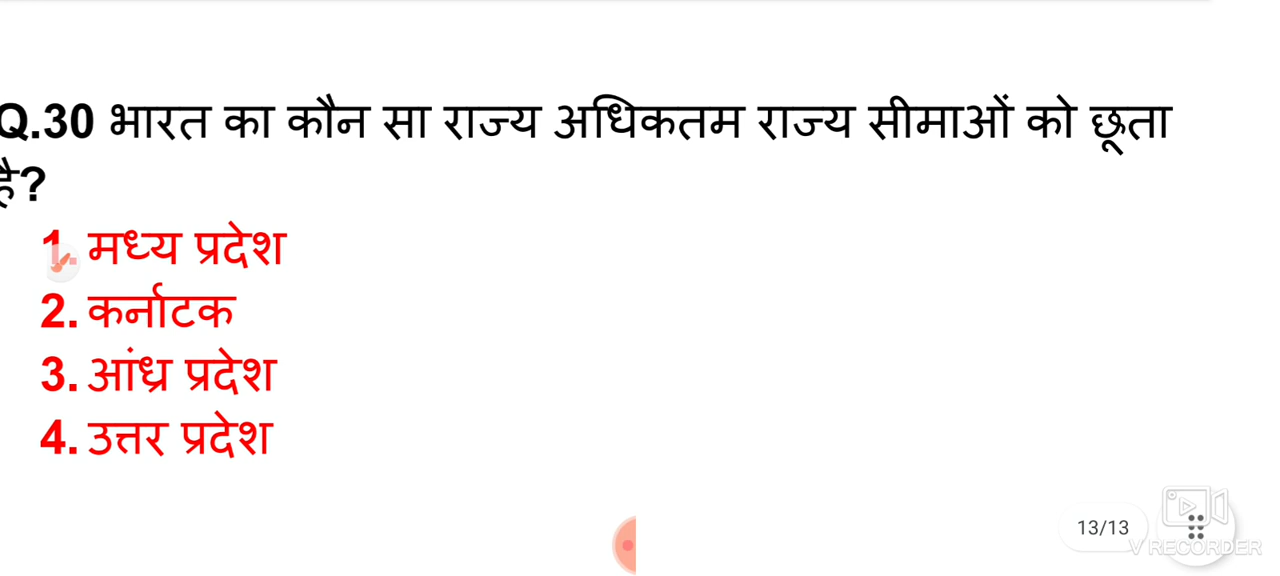 Q.30 भारत का कौन सा राज्य अधिकतम राज्य सीमाओं को छूता
है?
1. मध्य प्रदेश
2. कर्नाटक
3. आंध्र प्रदेश
4. उत्तर प्रदेश
13/13
V RECORDER